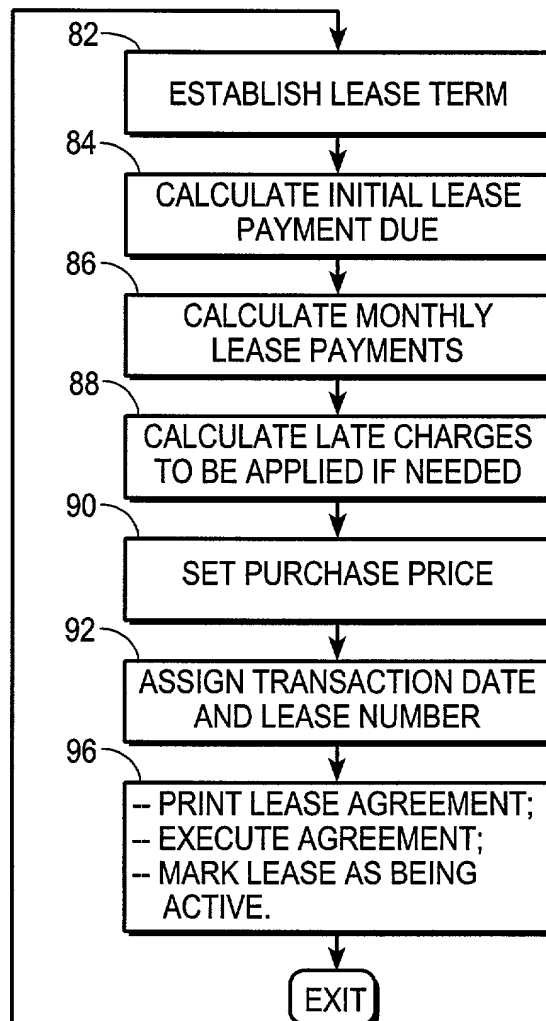 82
ESTABLISH LEASE TERM
84
CALCULATE INITIAL LEASE
PAYMENT DUE
86
CALCULATE MONTHLY
LEASE PAYMENTS
88
CALCULATE LATE CHARGES
TO BE APPLIED IF NEEDED
90
SET PURCHASE PRICE
92
ASSIGN TRANSACTION DATE
AND LEASE NUMBER
96
-- PRINT LEASE AGREEMENT;
-- EXECUTE AGREEMENT;
-- MARK LEASE AS BEING
ACTIVE.
EXIT